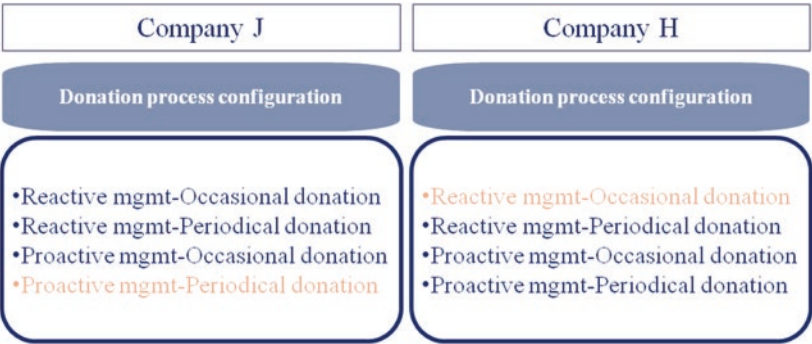 Company J
Donation process configuration
•Reactive mgmt-Occasional donation
•Reactive mgmt-Periodical donation
•Proactive mgmt-Occasional donation
•Proactive mgmt-Periodical donation
Company H
Donation process configuration
•Reactive mgmt-Occasional donation
•Reactive mgmt-Periodical donation
•Proactive mgmt-Occasional donation
•Proactive mgmt-Periodical donation